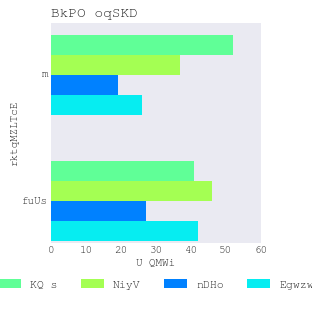 BkPO oqSKD
m
fuUs
rktqMZLTcE
0 10 20 30 40 50 60
U QMWi
KQ s NiyV nDHo Egwzw